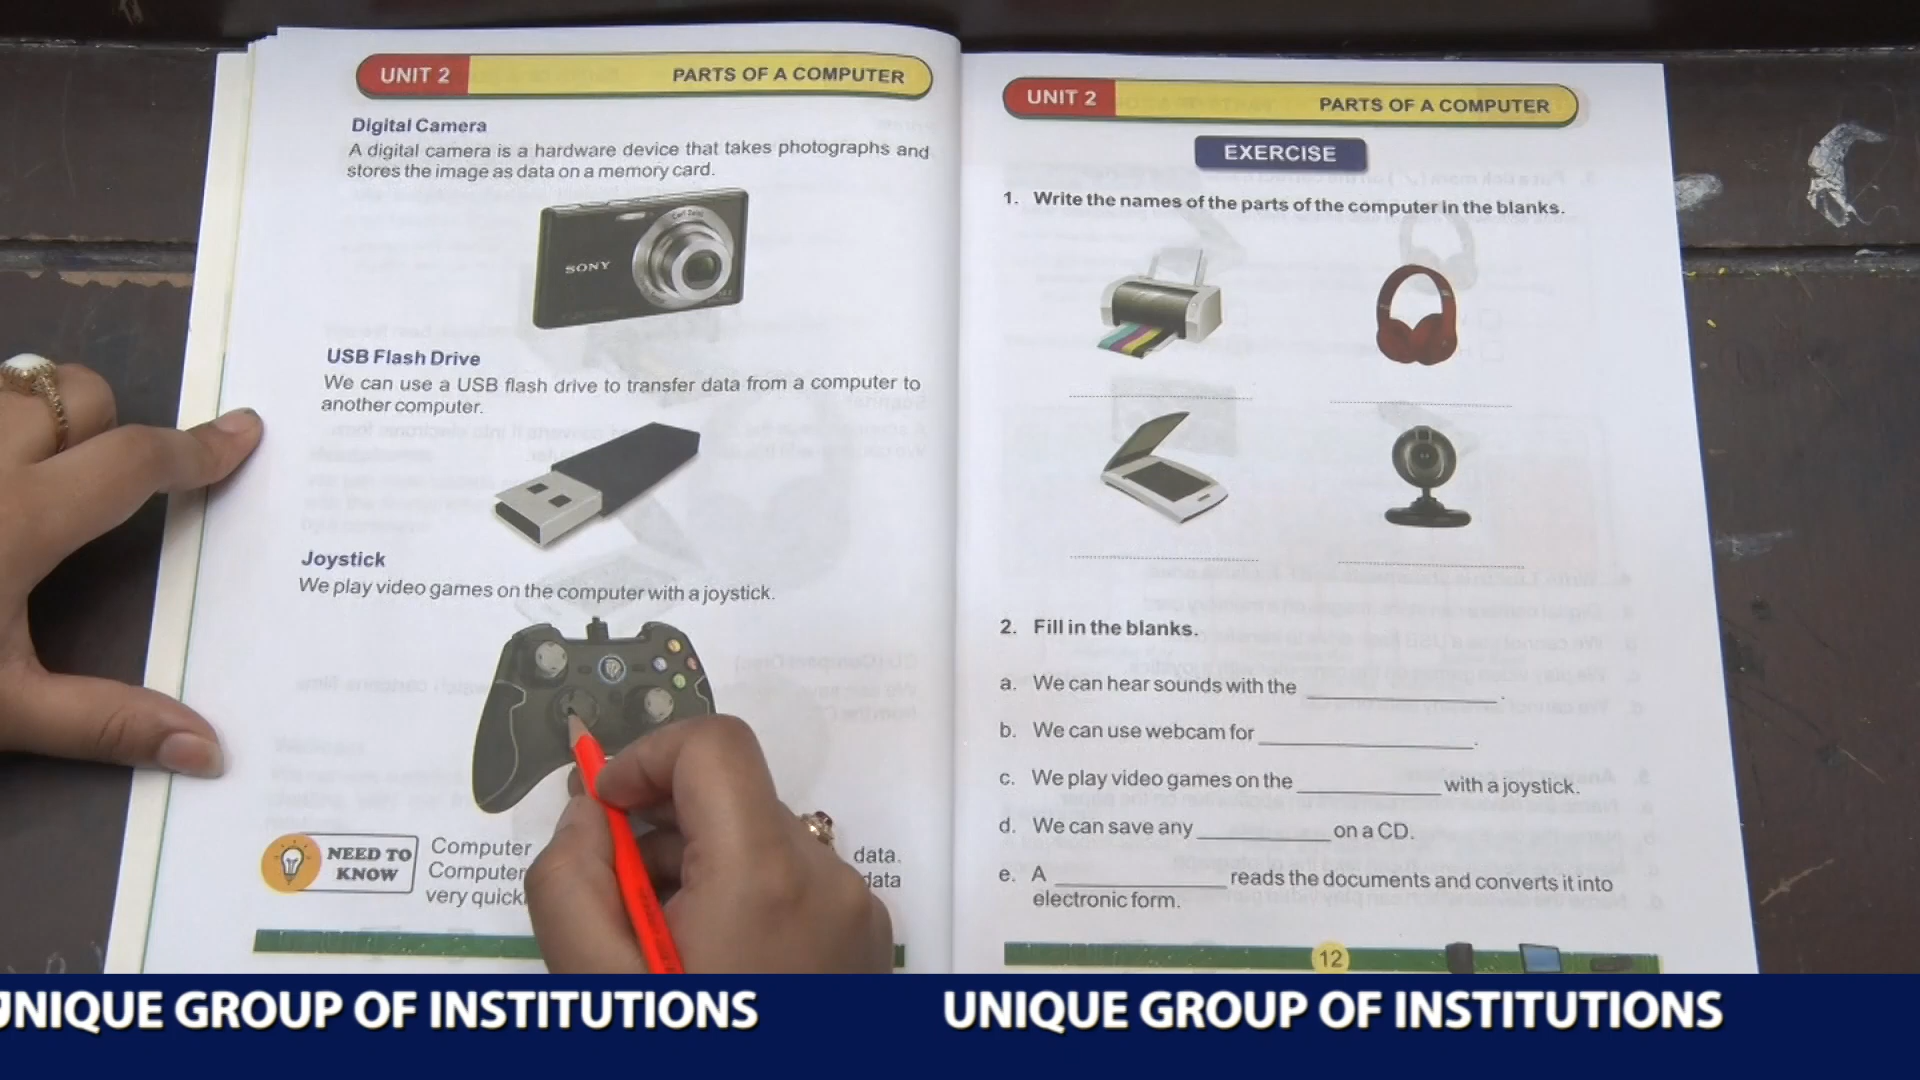 UNIT 2 PARTS OF A COMPUTER
Digital Camera
A digital camera is a hardware device that takes photographs and
stores the image as data on a memory card.
SONY
USB Flash Drive
We can use a USB flash drive to transfer data from a computer to
another computer.
Joystick
We play video games on the computer with a joystick.
NEED TO
KNOW
Computer data.
Computer data
very
UNIT 2 PARTS OF A COMPUTER
EXERCISE
1. Write the names of the parts of the computer in the blanks.
2. Fill in the blanks.
a. We can hear sounds with the ____________.
b. We can use webcam for ____________.
c. We play video games on the ____________ with a joystick.
d. We can save any ____________ on a CD.
e. A ____________ reads the documents and converts it into
electronic form.
12
UNIQUE GROUP OF INSTITUTIONS UNIQUE GROUP OF INSTITUTIONS